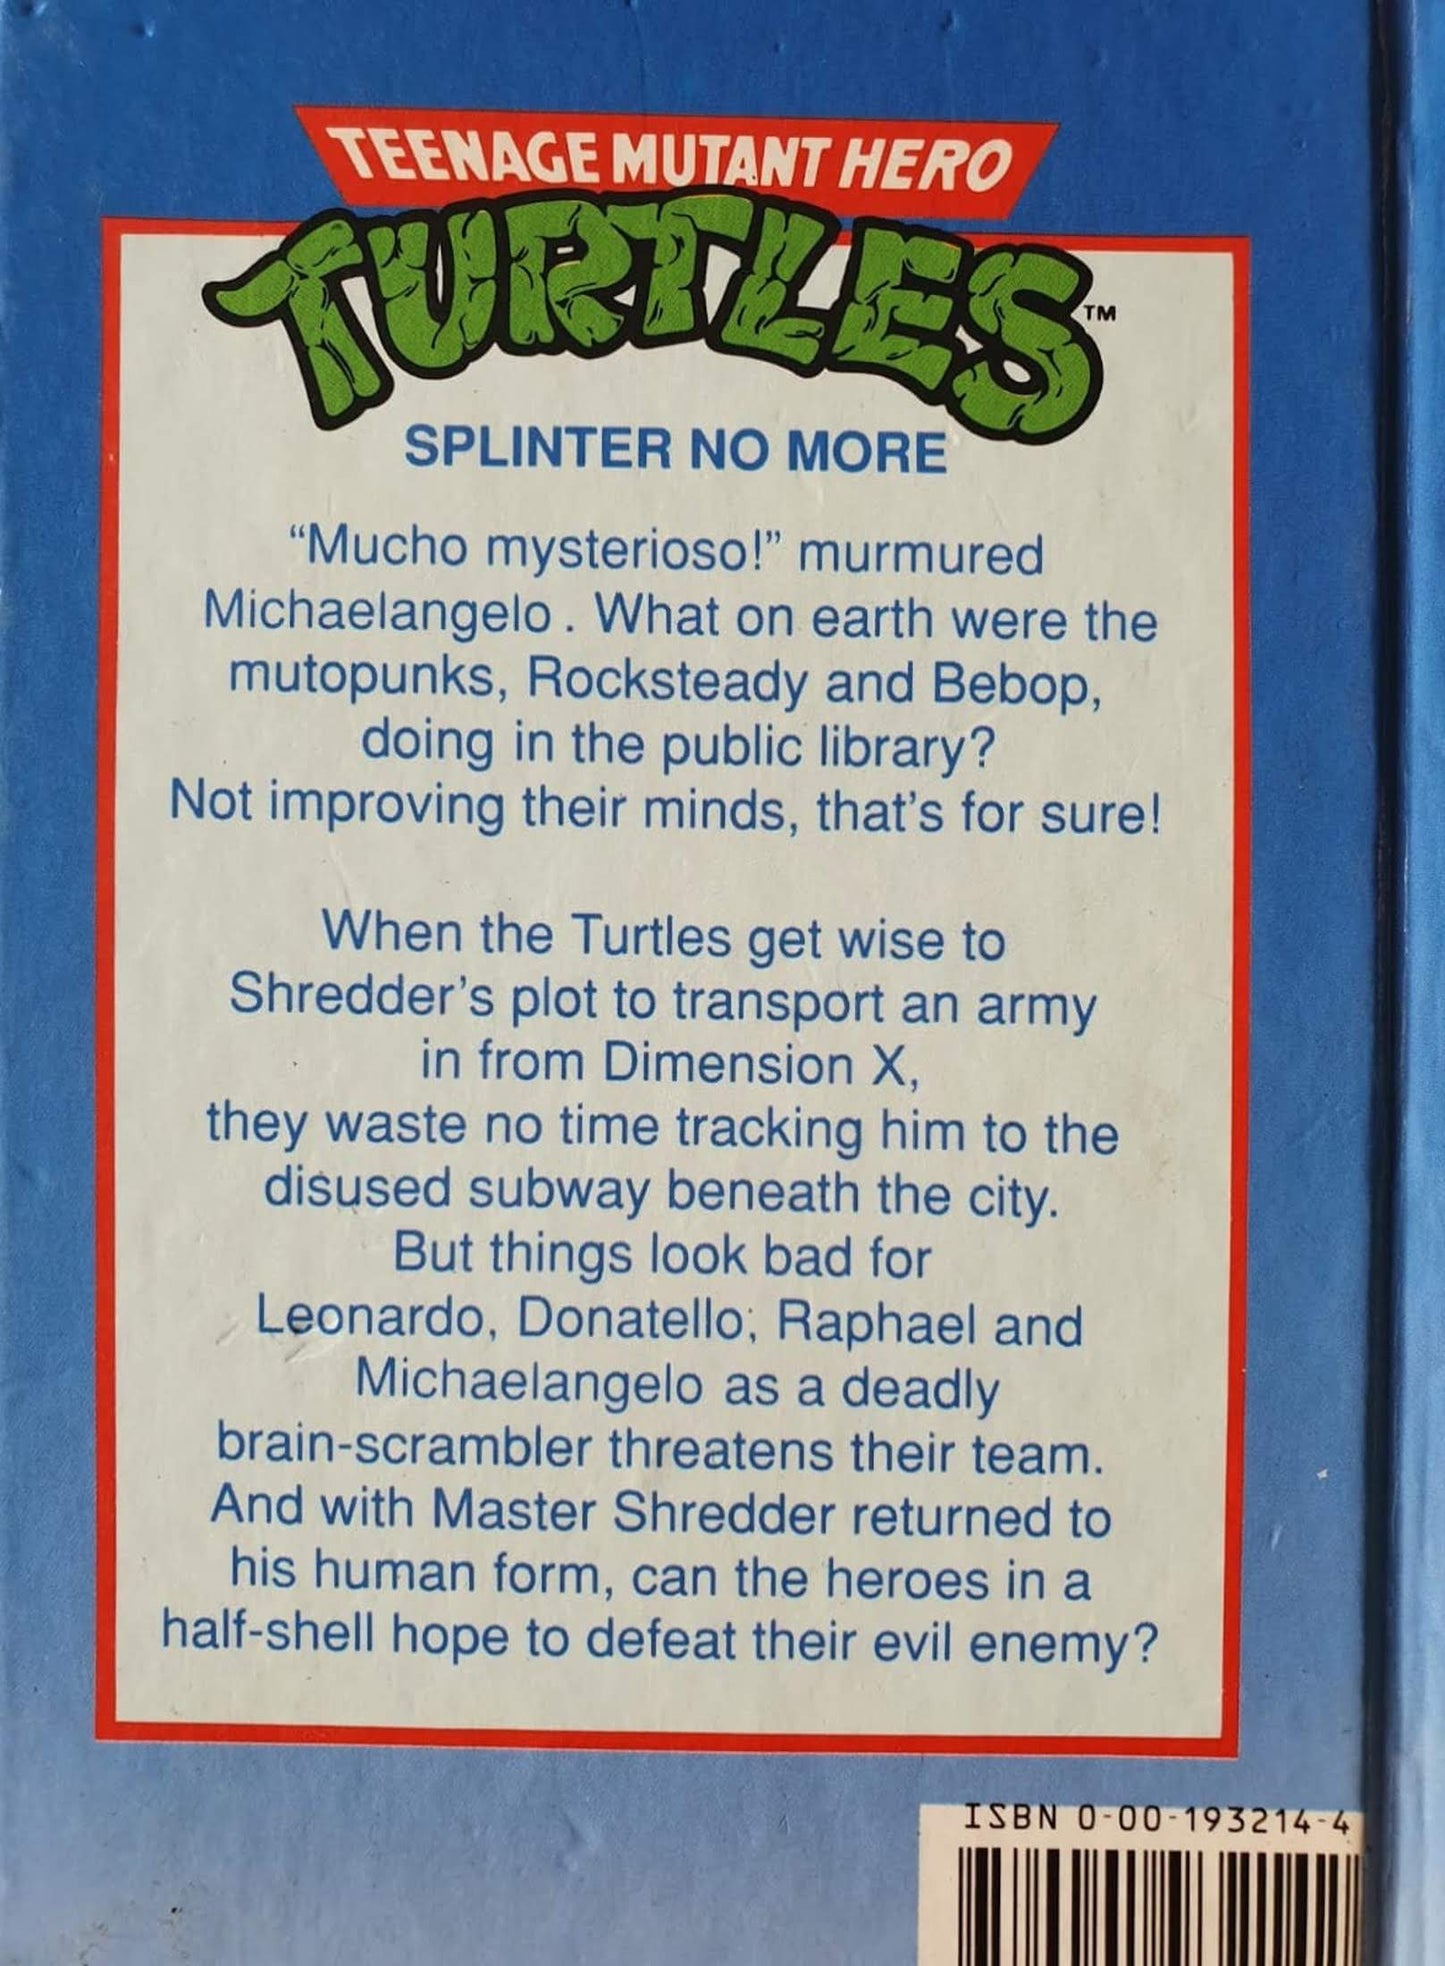 TEENAGE MUTANT HERO
TURTLES™
SPLINTER NO MORE
“Mucho mysterioso!” murmured
Michaelangelo. What on earth were the
mutopunks, Rocksteady and Bebop,
doing in the public library?
Not improving their minds, that’s for sure!
When the Turtles get wise to
Shredder’s plot to transport an army
in from Dimension X,
they waste no time tracking him to the
disused subway beneath the city.
But things look bad for
Leonardo, Donatello, Raphael and
Michaelangelo as a deadly
brain-scrambler threatens their team.
And with Master Shredder returned to
his human form, can the heroes in a
half-shell hope to defeat their evil enemy?
ISBN 0-00-193214-4